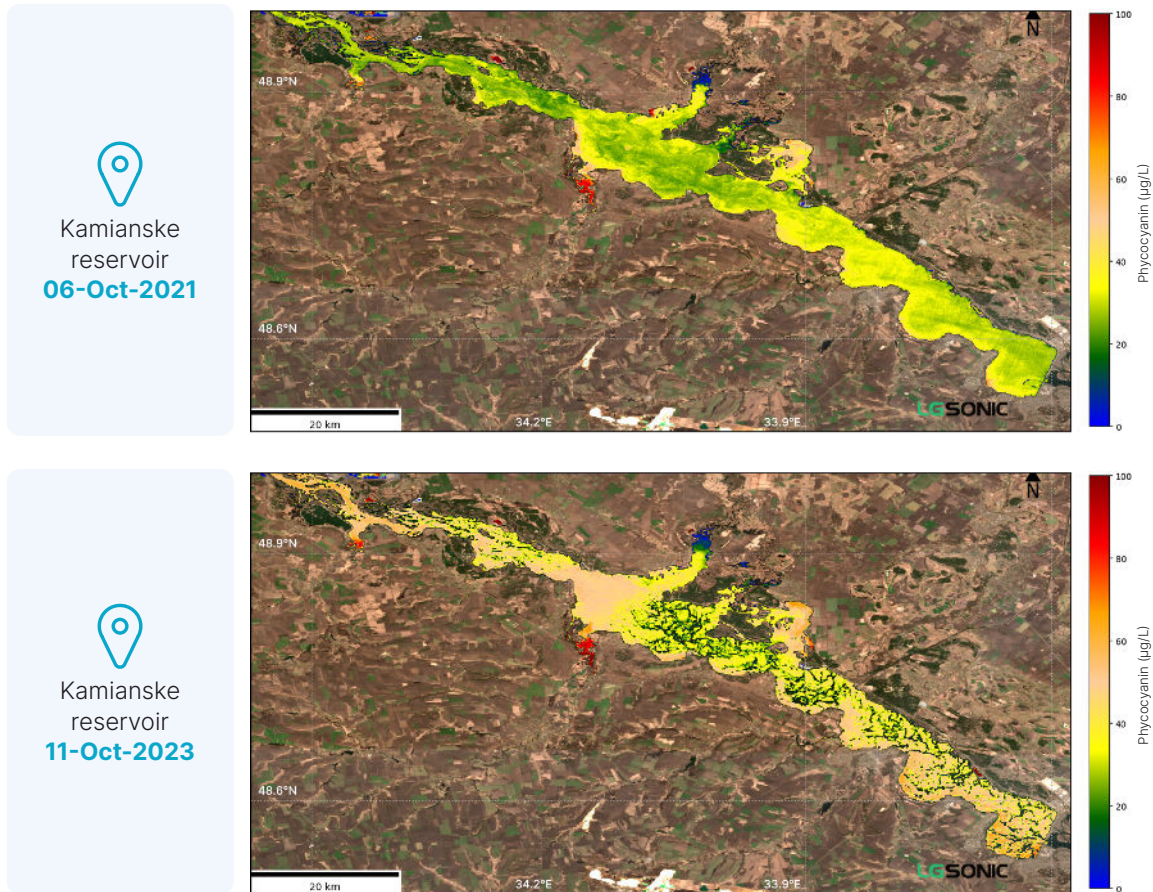 Kamianske
reservoir
06-Oct-2021
48.9°N
48.6°N
34.2°E
33.9°E
20 km
N
LGSONIC
100
80
60
40
20
0
Phycocyanin (µg/L)
Kamianske
reservoir
11-Oct-2023
48.9°N
48.6°N
34.2°E
33.9°E
20 km
N
LGSONIC
100
80
60
40
20
0
Phycocyanin (µg/L)